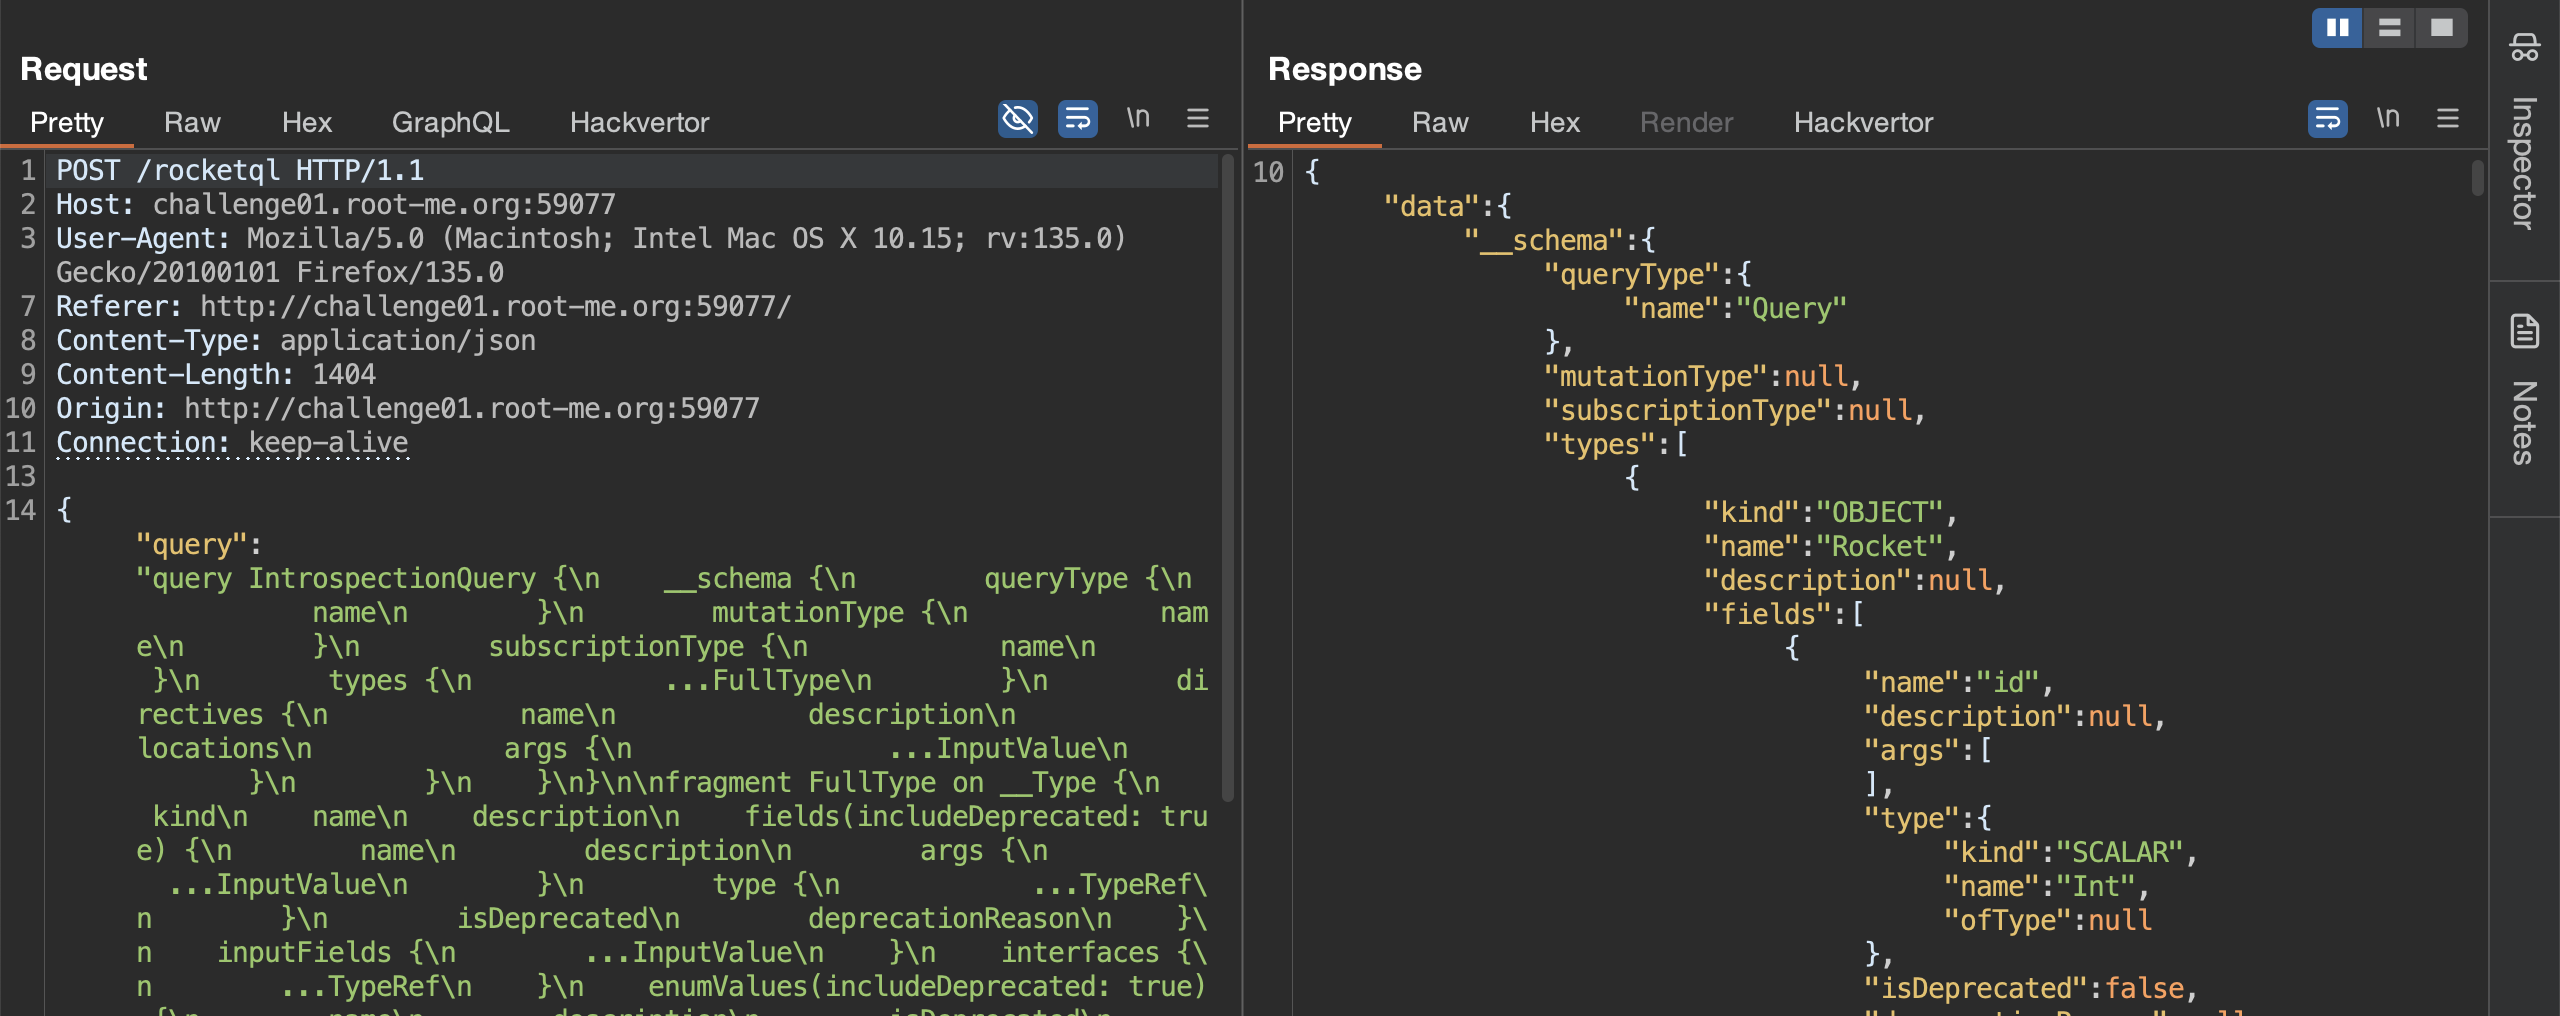 Request
Pretty Raw Hex GraphQL Hackvertor \n
1 POST /rocketql HTTP/1.1
2 Host: challenge01.root-me.org:59077
3 User-Agent: Mozilla/5.0 (Macintosh; Intel Mac OS X 10.15; rv:135.0)
Gecko/20100101 Firefox/135.0
7 Referer: http://challenge01.root-me.org:59077/
8 Content-Type: application/json
9 Content-Length: 1404
10 Origin: http://challenge01.root-me.org:59077
11 Connection: keep-alive
13
14 {
"query":
"query IntrospectionQuery {\n    __schema {\n        queryType {\n
name\n        }\n        mutationType {\n            nam
e\n        }\n        subscriptionType {\n            name\n
}\n        types {\n            ...FullType\n        }\n        di
rectives {\n            name\n            description\n
locations\n            args {\n                ...InputValue\n
}\n        }\n    }\n}\n\nfragment FullType on __Type {\n
kind\n    name\n    description\n    fields(includeDeprecated: tru
e) {\n        name\n        description\n        args {\n
...InputValue\n        }\n        type {\n            ...TypeRef\
n        }\n        isDeprecated\n        deprecationReason\n    }\
n    inputFields {\n        ...InputValue\n    }\n    interfaces {\
n        ...TypeRef\n    }\n    enumValues(includeDeprecated: true)
{\n        name\n        description\n        isDeprecated\n
Response
Pretty Raw Hex Render Hackvertor \n
10 {
"data":{
"__schema":{
"queryType":{
"name":"Query"
},
"mutationType":null,
"subscriptionType":null,
"types":[
{
"kind":"OBJECT",
"name":"Rocket",
"description":null,
"fields":[
{
"name":"id",
"description":null,
"args":[
],
"type":{
"kind":"SCALAR",
"name":"Int",
"ofType":null
},
"isDeprecated":false,
"deprecationReason":null
Inspector
Notes